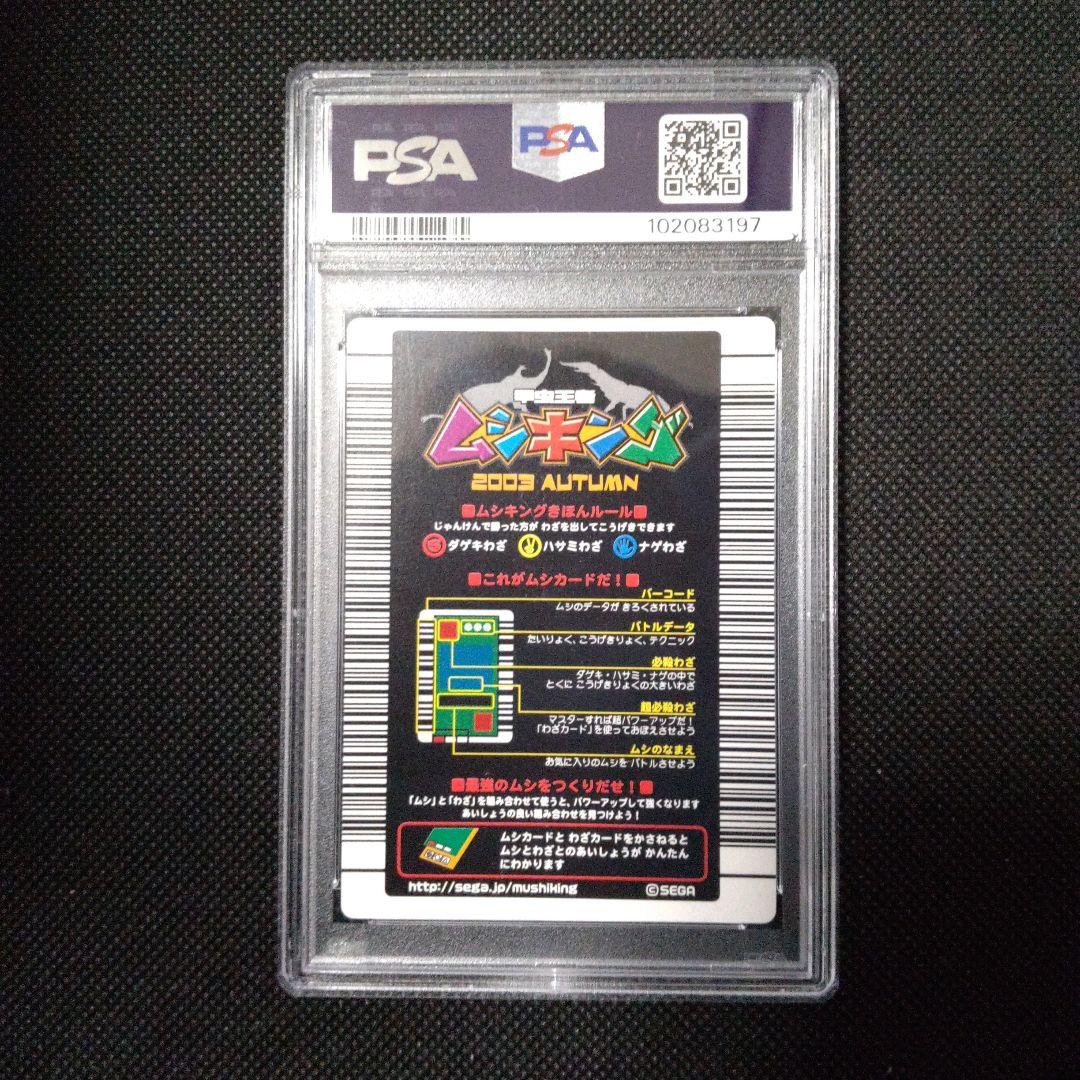 PSA
PSA
102083197
甲虫王者
ムシキング
2003 AUTUMN
ムシキングきほんルール
じゃんけんで勝った方が わざを出してこうげきできます
ダゲキわざ ハサミわざ ナゲわざ
これがムシカードだ！
バーコード
ムシのデータが きろくされている
バトルデータ
たいりょく、こうげきりょく、テクニック
必殺わざ
ダゲキ・ハサミ・ナゲの中で
とくに こうげきりょくの大きいわざ
超必殺わざ
マスターすれば超パワーアップだ！
「わざカード」を使っておぼえさせよう
ムシのなまえ
お気に入りのムシを バトルさせよう
最強のムシをつくりだせ！
「ムシ」と「わざ」を組み合わせて使うと、パワーアップして強くなります
あいしょうの良い組み合わせを見つけよう！
ムシカードと わざカードをかさねると
ムシとわざとのあいしょうが かんたん
にわかります
http://sega.jp/mushiking ©SEGA